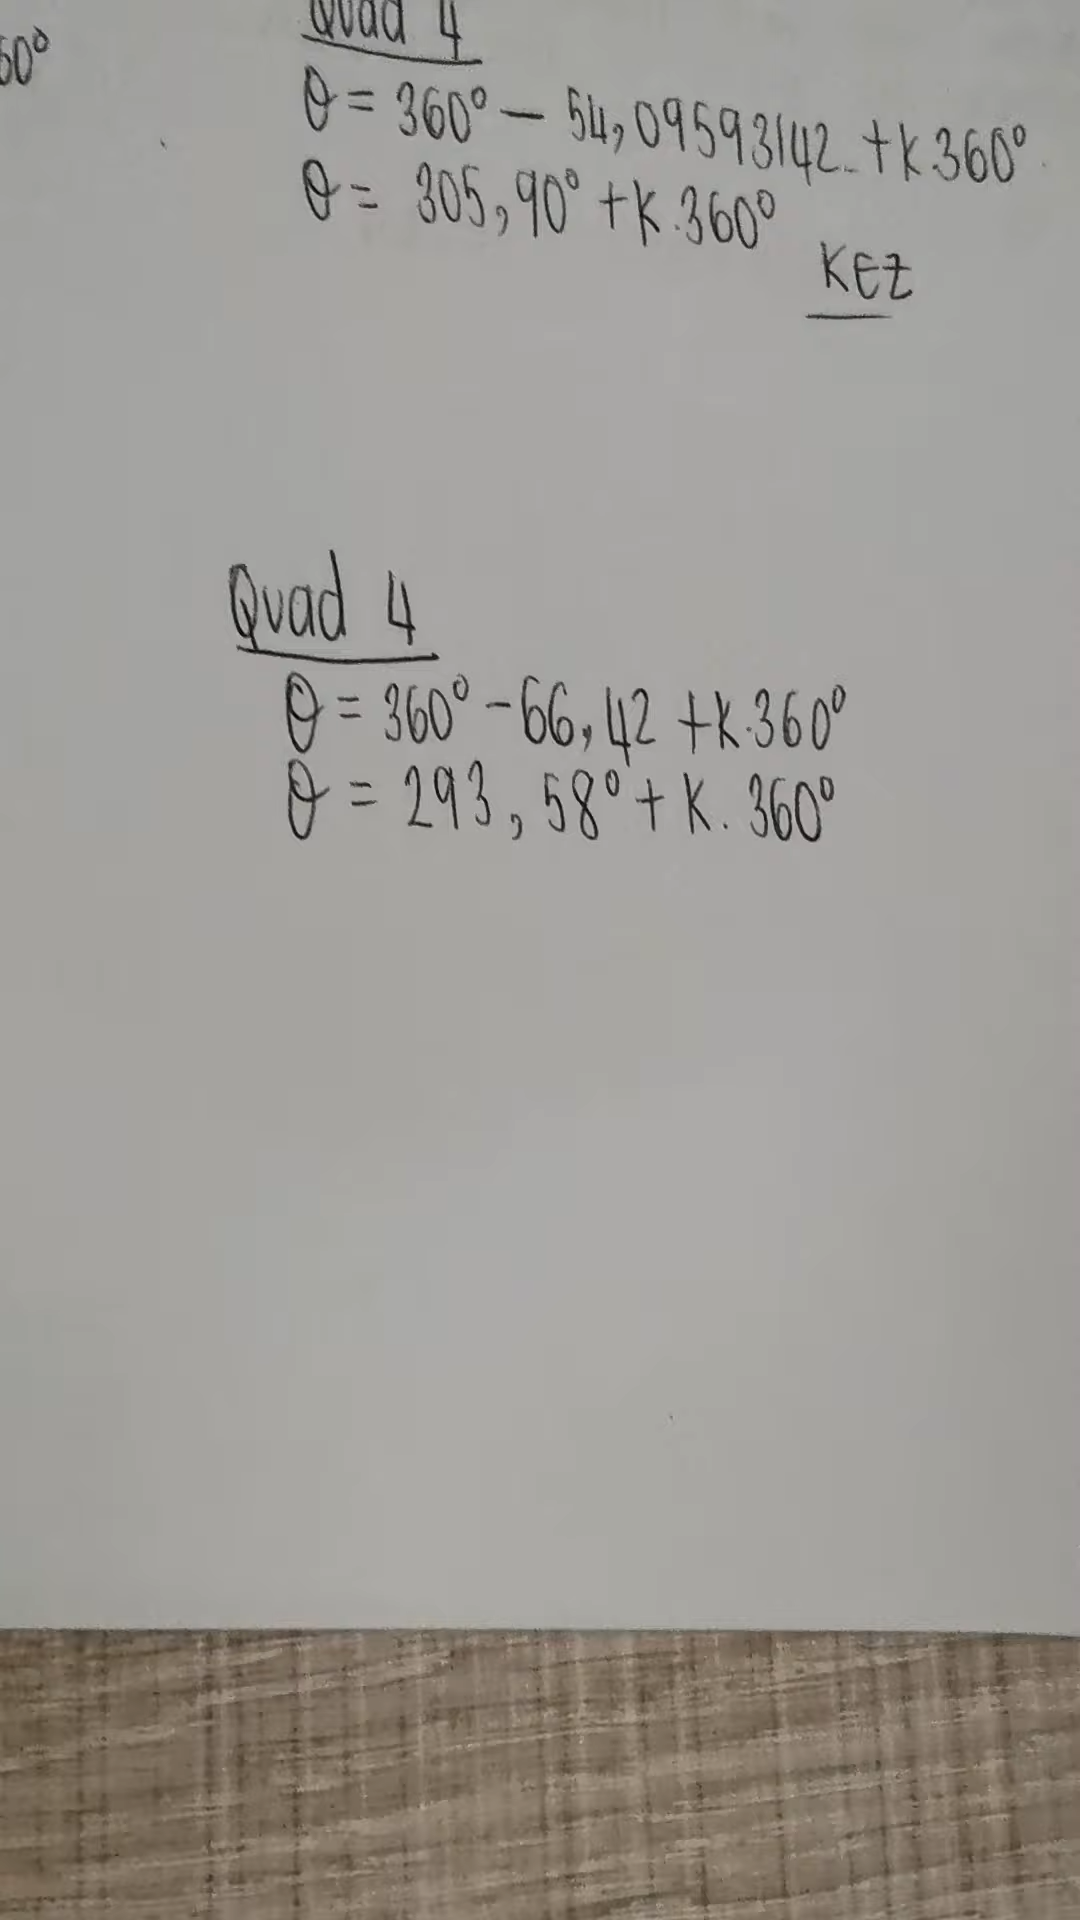 60°
Quad 4
θ = 360° - 54,09593142.. + k.360°
θ = 305,90° + k.360°
KEZ
Quad 4
θ = 360° - 66,42 + k.360°
θ = 293,58° + k. 360°